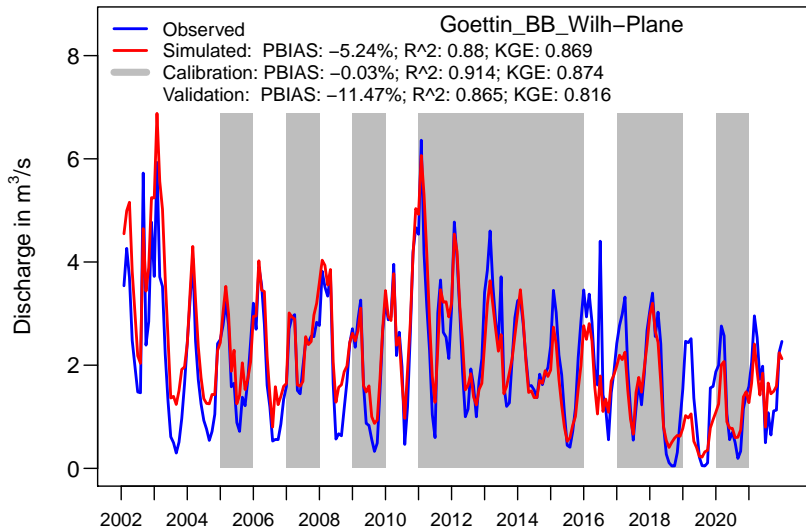 Goettin_BB_Wilh−Plane
Observed
Simulated: PBIAS: −5.24%; R^2: 0.88; KGE: 0.869
Calibration: PBIAS: −0.03%; R^2: 0.914; KGE: 0.874
Validation: PBIAS: −11.47%; R^2: 0.865; KGE: 0.816
Discharge in m³/s
8
6
4
2
0
2002 2004 2006 2008 2010 2012 2014 2016 2018 2020